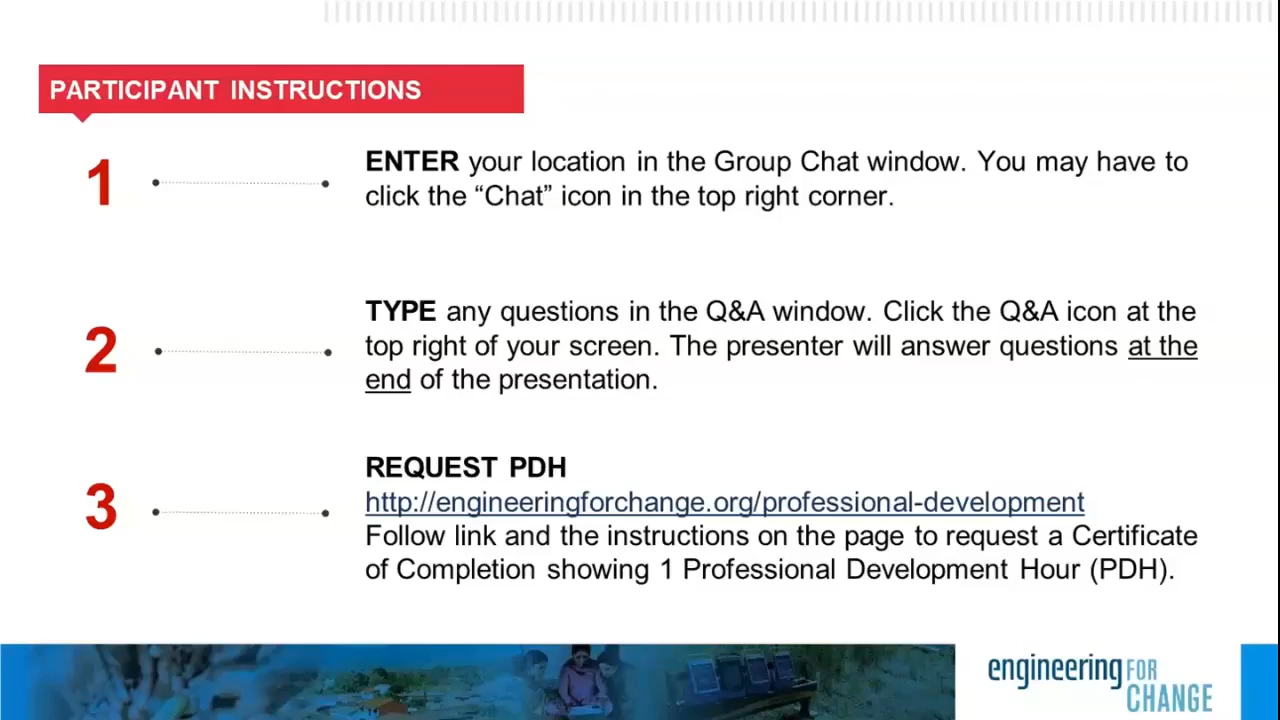 PARTICIPANT INSTRUCTIONS
1
ENTER your location in the Group Chat window. You may have to
click the “Chat” icon in the top right corner.
2
TYPE any questions in the Q&A window. Click the Q&A icon at the
top right of your screen. The presenter will answer questions at the
end of the presentation.
3
REQUEST PDH
http://engineeringforchange.org/professional-development
Follow link and the instructions on the page to request a Certificate
of Completion showing 1 Professional Development Hour (PDH).
engineering FOR
CHANGE